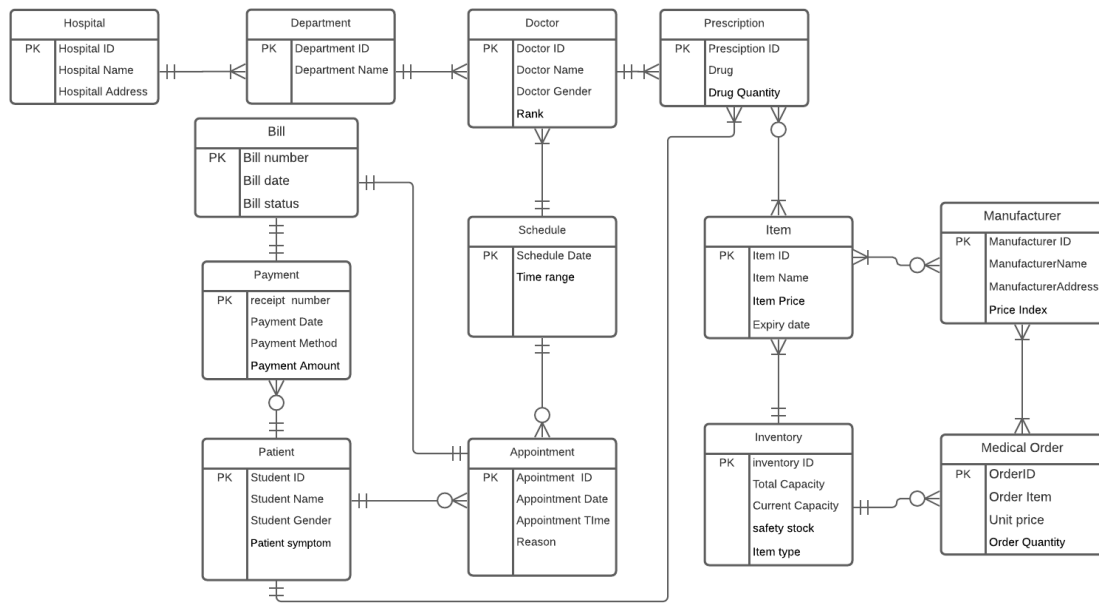 Hospital
PK Hospital ID
Hospital Name
Hospitall Address
Department
PK Department ID
Department Name
Doctor
PK Doctor ID
Doctor Name
Doctor Gender
Rank
Prescription
PK Presciption ID
Drug
Drug Quantity
Bill
PK Bill number
Bill date
Bill status
Schedule
PK Schedule Date
Time range
Item
PK Item ID
Item Name
Item Price
Expiry date
Manufacturer
PK Manufacturer ID
ManufacturerName
ManufacturerAddress
Price Index
Payment
PK receipt number
Payment Date
Payment Method
Payment Amount
Patient
PK Student ID
Student Name
Student Gender
Patient symptom
Appointment
PK Apointment ID
Appointment Date
Appointment TIme
Reason
Inventory
PK inventory ID
Total Capacity
Current Capacity
safety stock
Item type
Medical Order
PK OrderID
Order Item
Unit price
Order Quantity